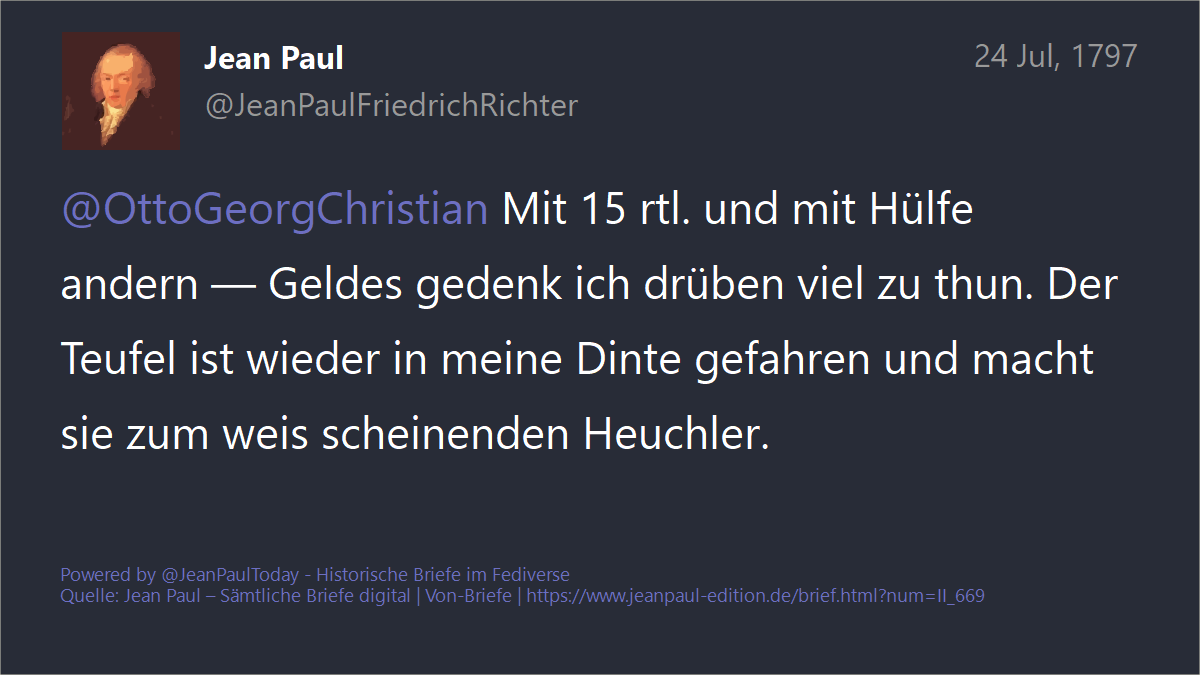 Jean Paul
24 Jul, 1797
@JeanPaulFriedrichRichter
@OttoGeorgChristian Mit 15 rtl. und mit Hülfe
andern — Geldes gedenk ich drüben viel zu thun. Der
Teufel ist wieder in meine Dinte gefahren und macht
sie zum weis scheinenden Heuchler.
Powered by @JeanPaulToday - Historische Briefe im Fediverse
Quelle: Jean Paul – Sämtliche Briefe digital | Von-Briefe | https://www.jeanpaul-edition.de/brief.html?num=II_669